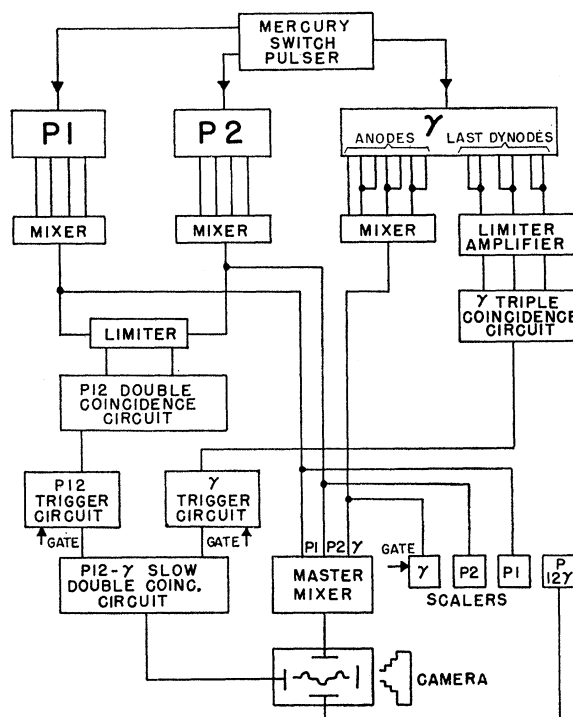 MERCURY
SWITCH
PULSER
P1
P2
γ
ANODES
LAST DYNODES
MIXER
MIXER
MIXER
LIMITER
AMPLIFIER
γ TRIPLE
COINCIDENCE
CIRCUIT
LIMITER
P12 DOUBLE
COINCIDENCE
CIRCUIT
P12
TRIGGER
CIRCUIT
γ
TRIGGER
CIRCUIT
GATE
GATE
P12-γ SLOW
DOUBLE COINC.
CIRCUIT
P1 P2 γ
MASTER
MIXER
GATE
γ
P2
P1
P
12γ
SCALERS
CAMERA